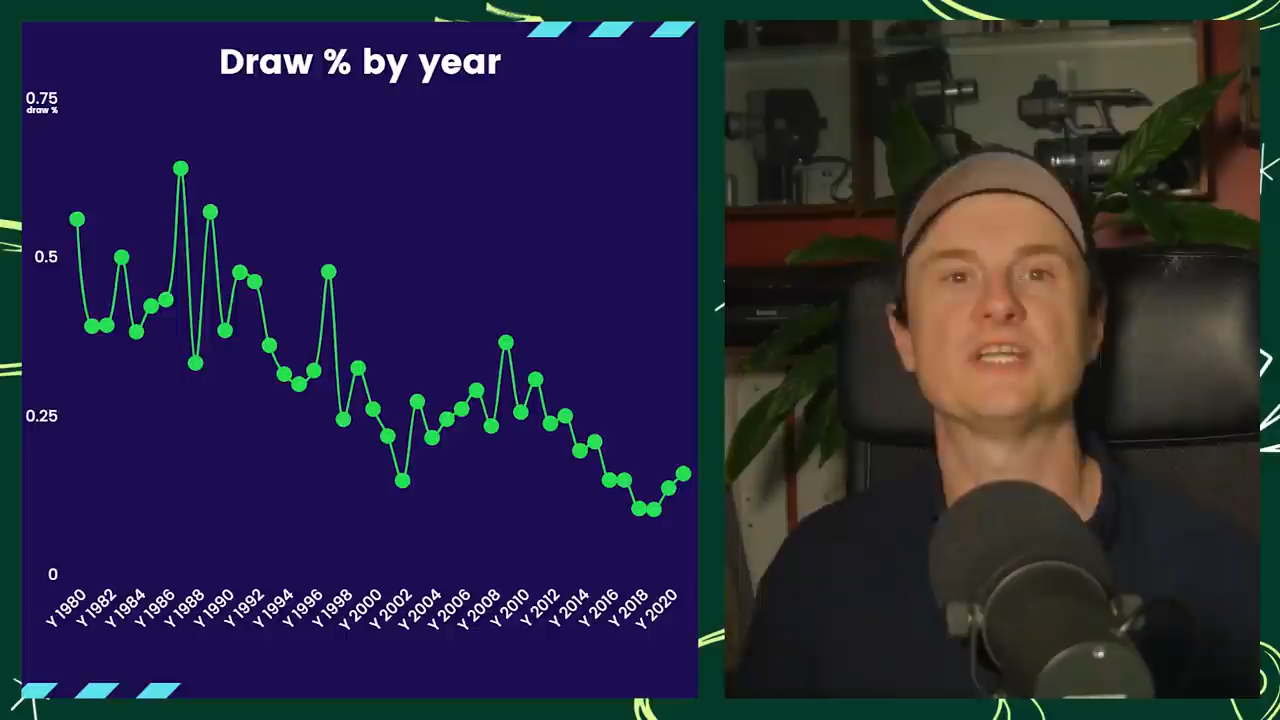 Draw % by year
0.75
draw %
0.5
0.25
0
Y 1980
Y 1982
Y 1984
Y 1986
Y 1988
Y 1990
Y 1992
Y 1994
Y 1996
Y 1998
Y 2000
Y 2002
Y 2004
Y 2006
Y 2008
Y 2010
Y 2012
Y 2014
Y 2016
Y 2018
Y 2020